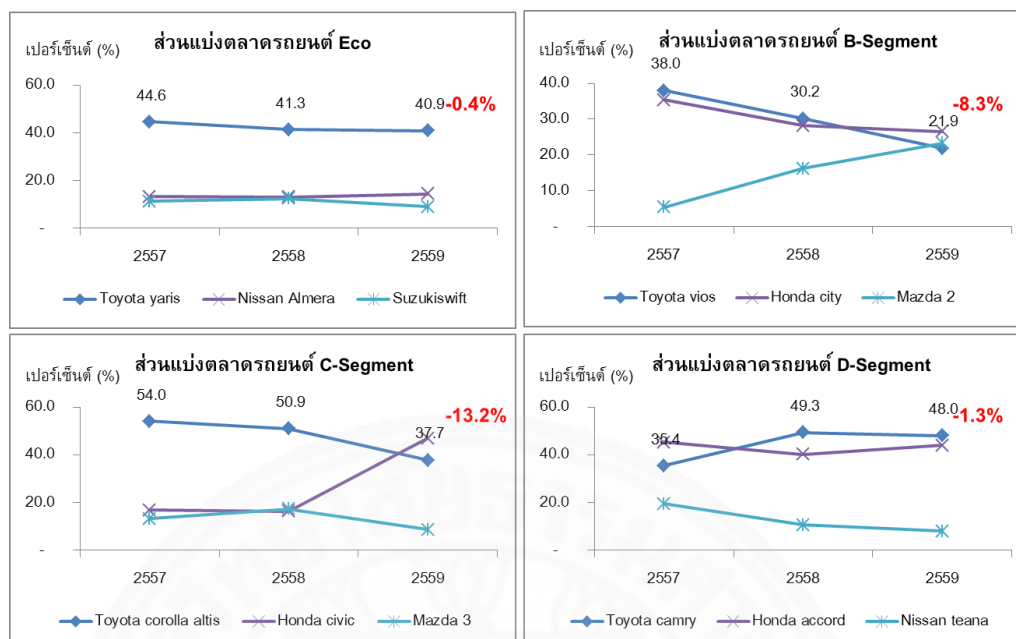 ส่วนแบ่งตลาดรถยนต์ Eco
เปอร์เซ็นต์ (%)
60.0
40.0
20.0
-
44.6
41.3
40.9
-0.4%
2557 2558 2559
Toyota yaris Nissan Almera Suzukiswift
ส่วนแบ่งตลาดรถยนต์ B-Segment
เปอร์เซ็นต์ (%)
40.0
30.0
20.0
10.0
-
38.0
30.2
21.9
-8.3%
2557 2558 2559
Toyota vios Honda city Mazda 2
ส่วนแบ่งตลาดรถยนต์ C-Segment
เปอร์เซ็นต์ (%)
60.0
40.0
20.0
-
54.0
50.9
37.7
-13.2%
2557 2558 2559
Toyota corolla altis Honda civic Mazda 3
ส่วนแบ่งตลาดรถยนต์ D-Segment
เปอร์เซ็นต์ (%)
60.0
40.0
20.0
-
35.4
49.3
48.0
-1.3%
2557 2558 2559
Toyota camry Honda accord Nissan teana